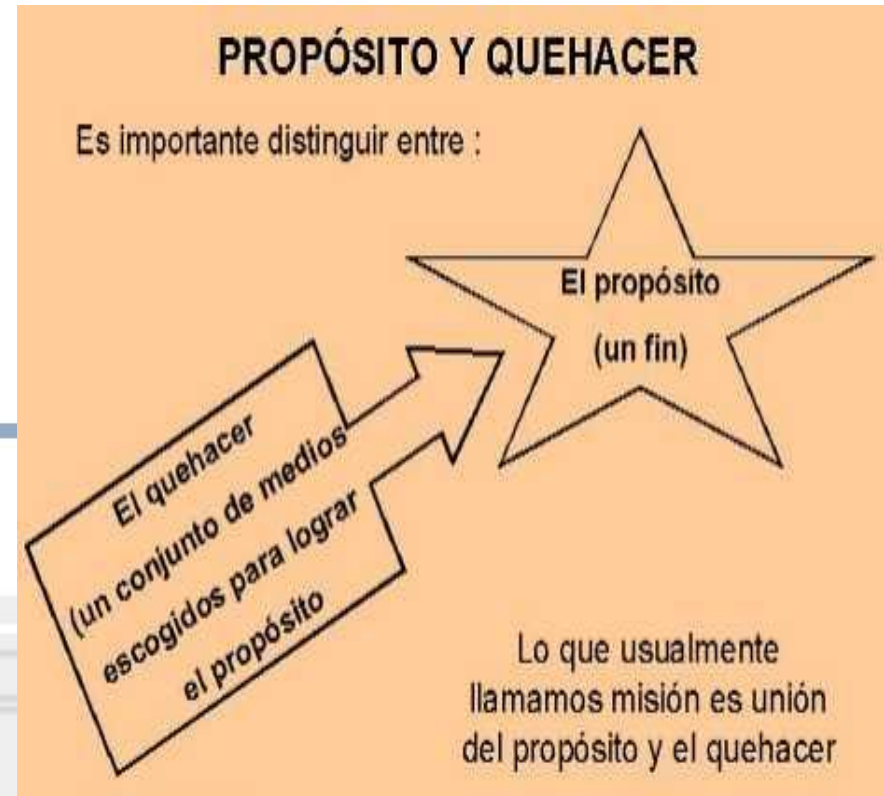 PROPÓSITO Y QUEHACER
Es importante distinguir entre :
El propósito
(un fin)
El quehacer
(un conjunto de medios
escogidos para lograr
el propósito
Lo que usualmente
llamamos misión es unión
del propósito y el quehacer